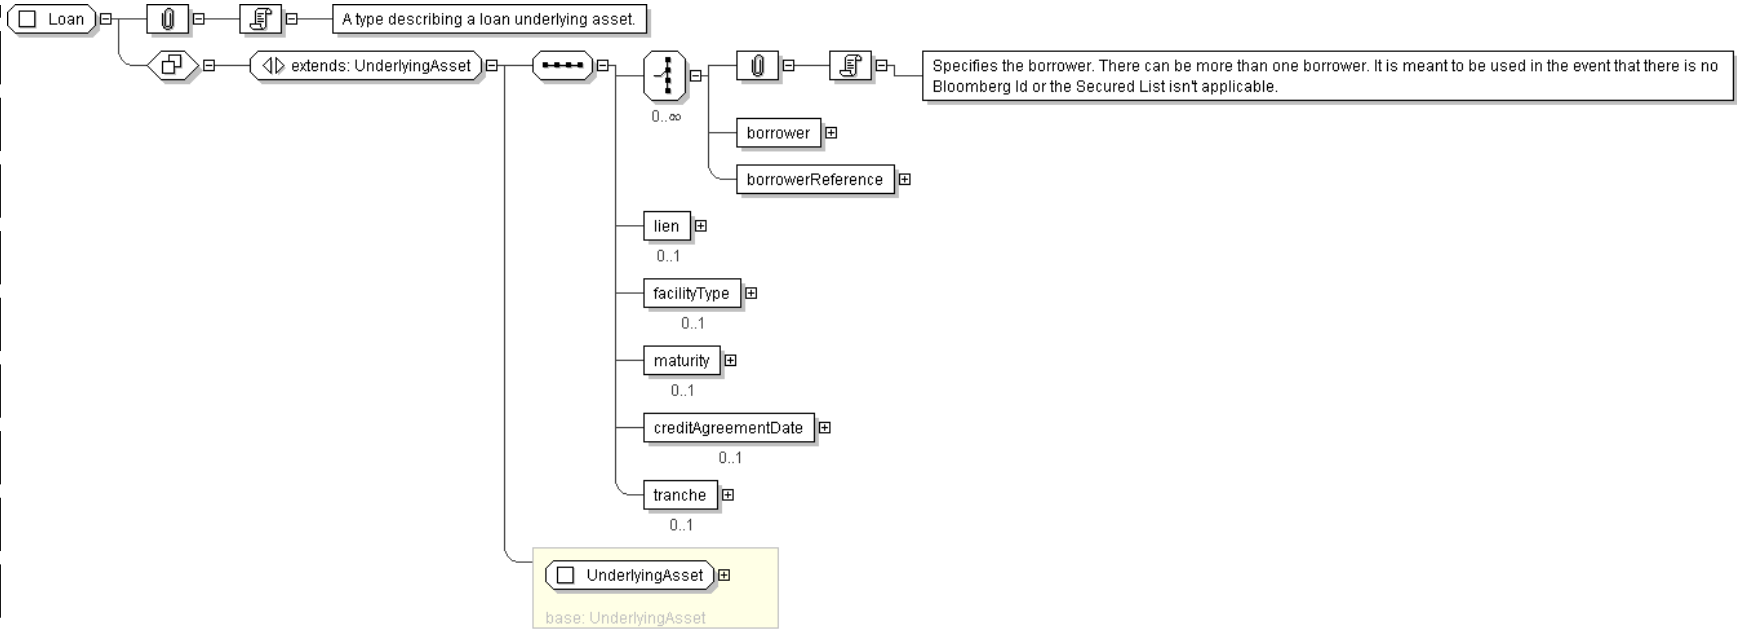 Loan
A type describing a loan underlying asset.
extends: UnderlyingAsset
Specifies the borrower. There can be more than one borrower. It is meant to be used in the event that there is no
Bloomberg Id or the Secured List isn't applicable.
0..∞
borrower
borrowerReference
lien
0..1
facilityType
0..1
maturity
0..1
creditAgreementDate
0..1
tranche
0..1
UnderlyingAsset
base: UnderlyingAsset